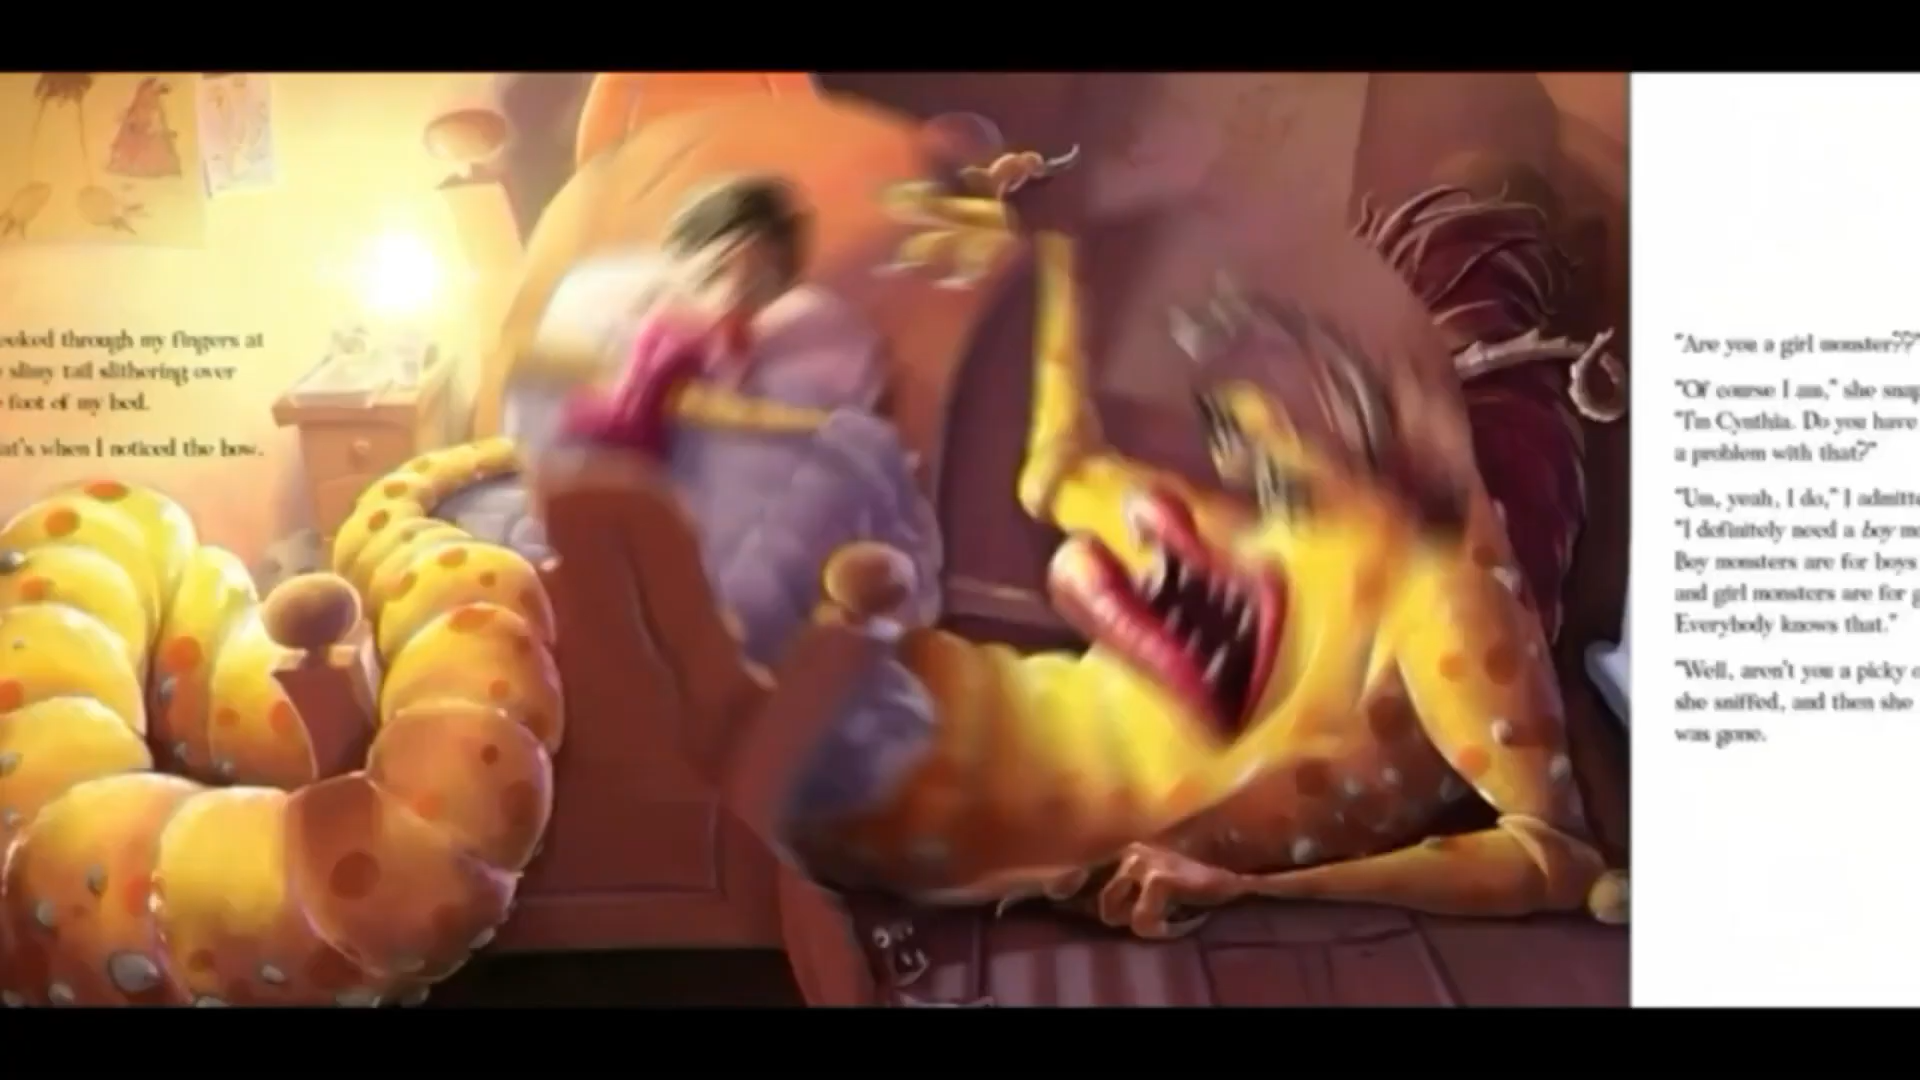 ooked through my fingers at
slimy tail slithering over
foot of my bed.
at's when I noticed the bow.
"Are you a girl monster??"
"Of course I am," she snap
"I'm Cynthia. Do you have
a problem with that?"
"Um, yeah, I do," I admitte
"I definitely need a boy mo
Boy monsters are for boys
and girl monsters are for g
Everybody knows that."
"Well, aren't you a picky o
she sniffed, and then she
was gone.